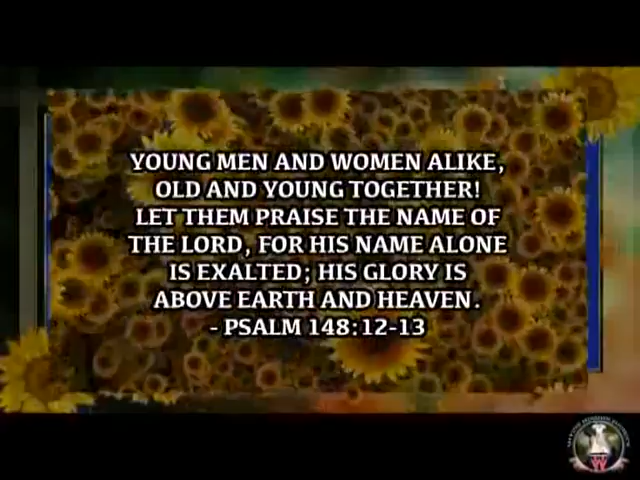 YOUNG MEN AND WOMEN ALIKE,
OLD AND YOUNG TOGETHER!
LET THEM PRAISE THE NAME OF
THE LORD, FOR HIS NAME ALONE
IS EXALTED; HIS GLORY IS
ABOVE EARTH AND HEAVEN.
- PSALM 148:12-13